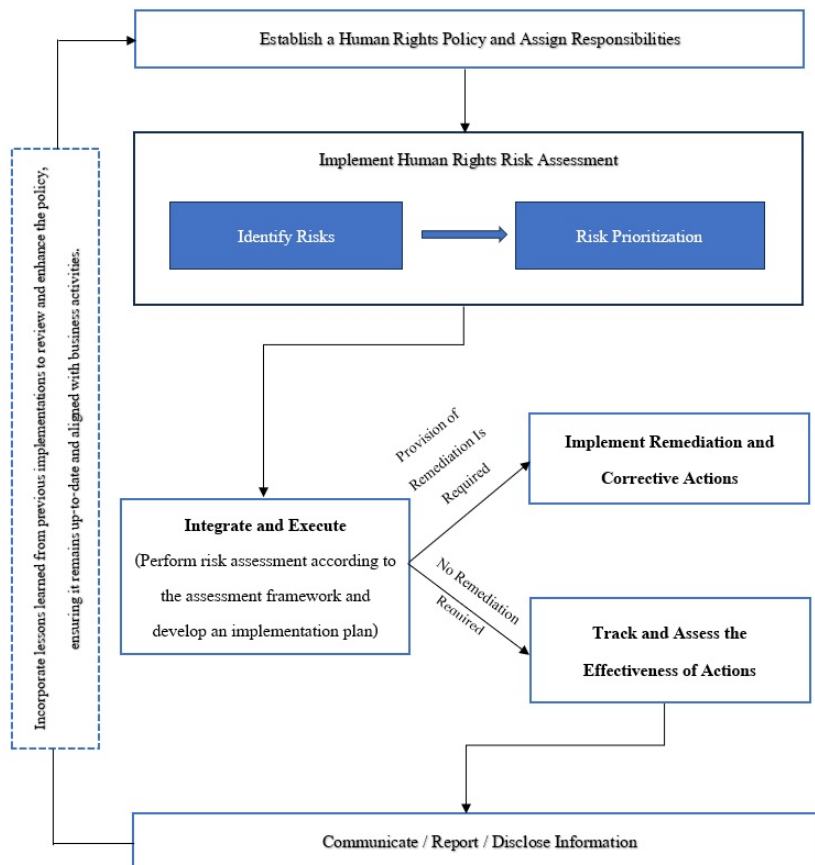 Establish a Human Rights Policy and Assign Responsibilities
Implement Human Rights Risk Assessment
Identify Risks
Risk Prioritization
Incorporate lessons learned from previous implementations to review and enhance the policy,
ensuring it remains up-to-date and aligned with business activities.
Provision of
Remediation Is
Required
Implement Remediation and
Corrective Actions
Integrate and Execute
(Perform risk assessment according to
the assessment framework and
develop an implementation plan)
No Remediation
Required
Track and Assess the
Effectiveness of Actions
Communicate / Report / Disclose Information